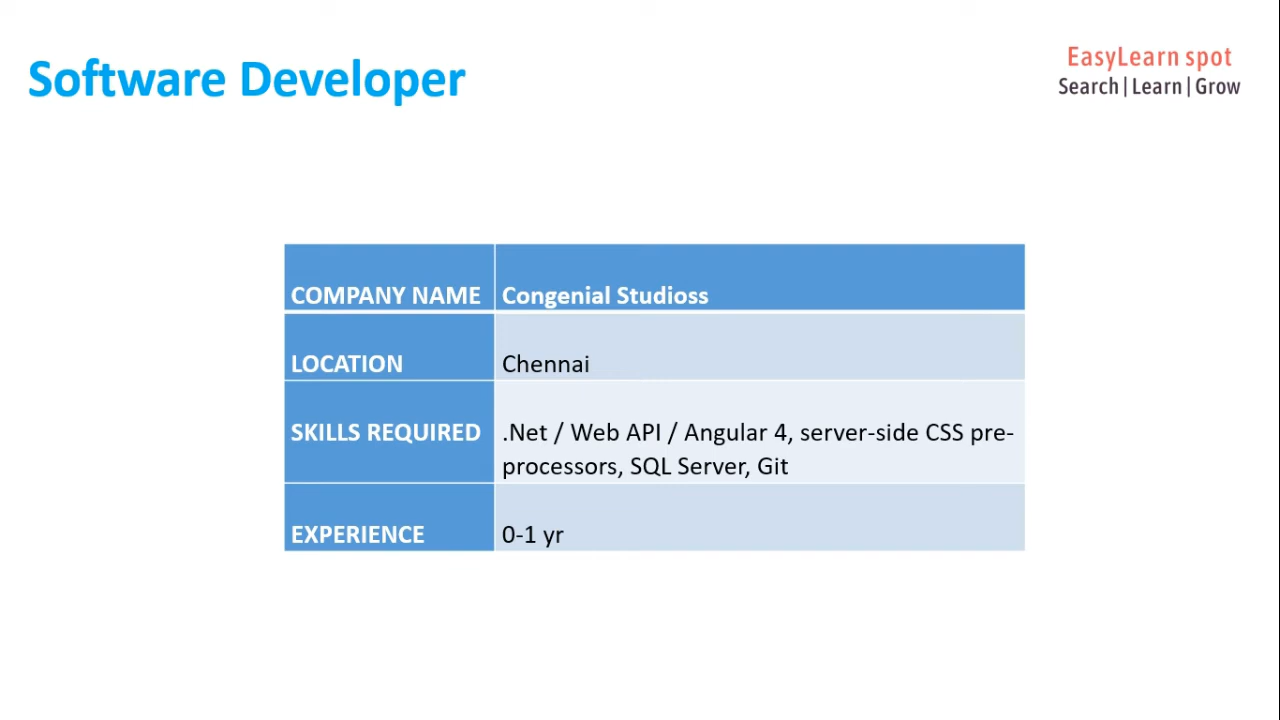 Software Developer
EasyLearn spot
Search|Learn|Grow
COMPANY NAME Congenial Studioss
LOCATION Chennai
SKILLS REQUIRED .Net / Web API / Angular 4, server-side CSS pre-
processors, SQL Server, Git
EXPERIENCE 0-1 yr